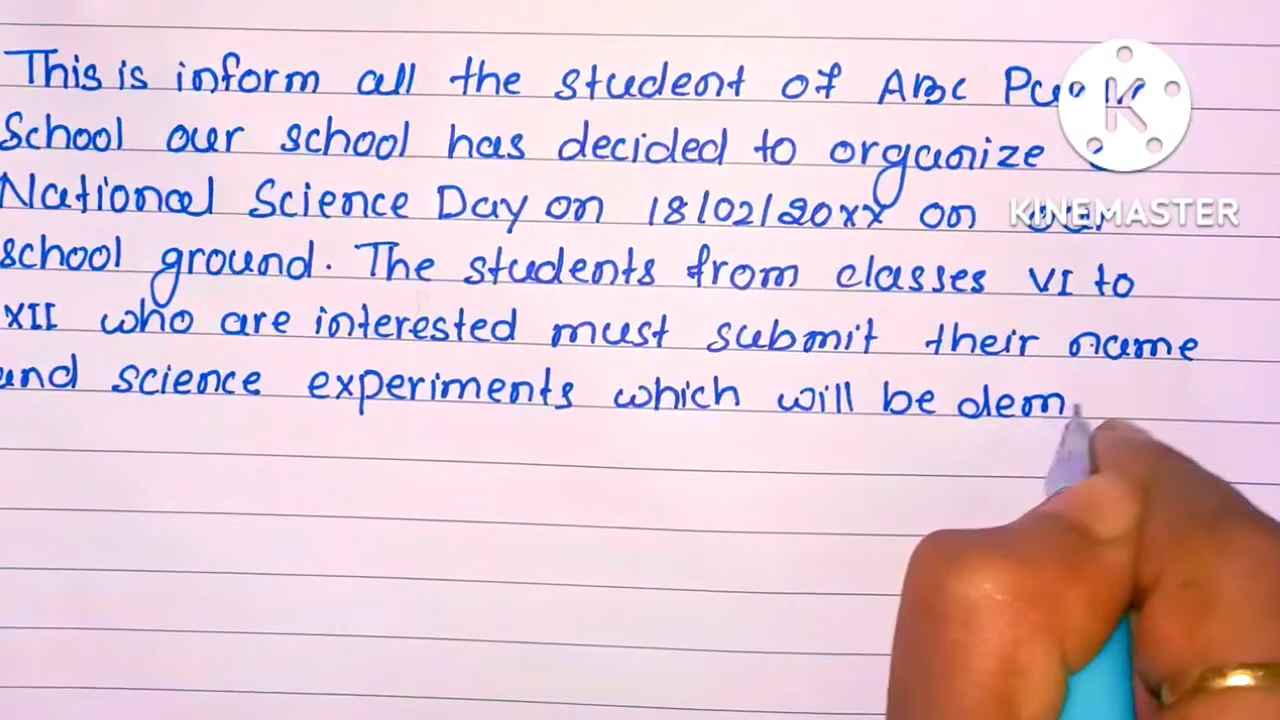 This is inform all the student of ABC
School our school has decided to organize
National Science Day on 18/02/20xx on our
school ground. The students from classes VI to
XII who are interested must submit their name
and science experiments which will be dem
K
KINEMASTER